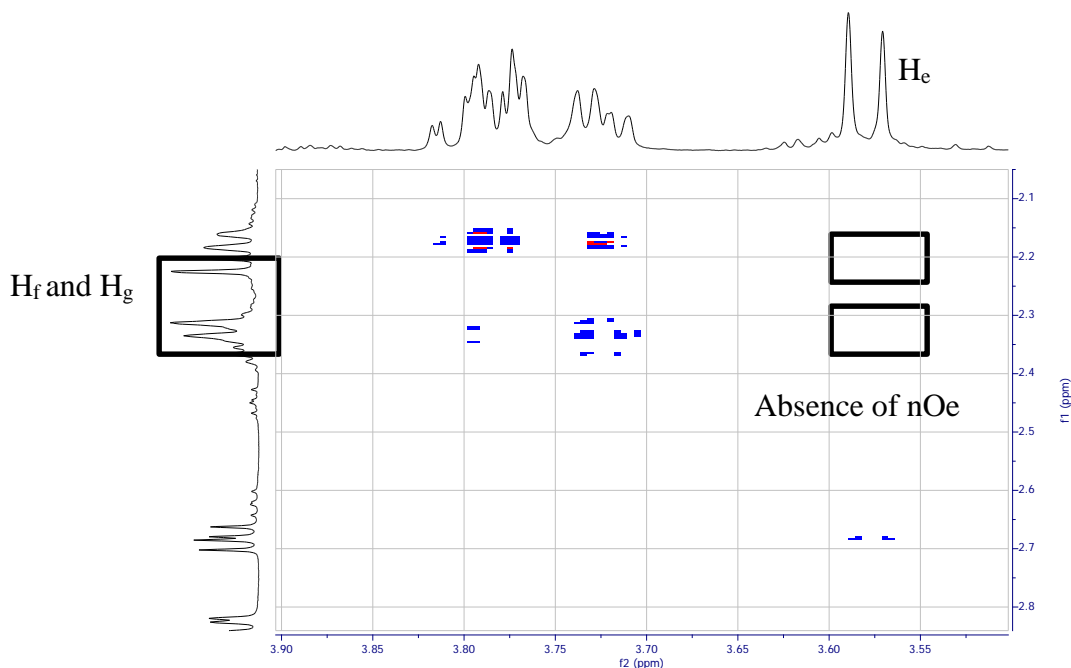 Hₑ
H_f and H_g
Absence of nOe
2.1
2.2
2.3
2.4
2.5
2.6
2.7
2.8
f1 (ppm)
3.90 3.85 3.80 3.75 3.70 3.65 3.60 3.55
f2 (ppm)